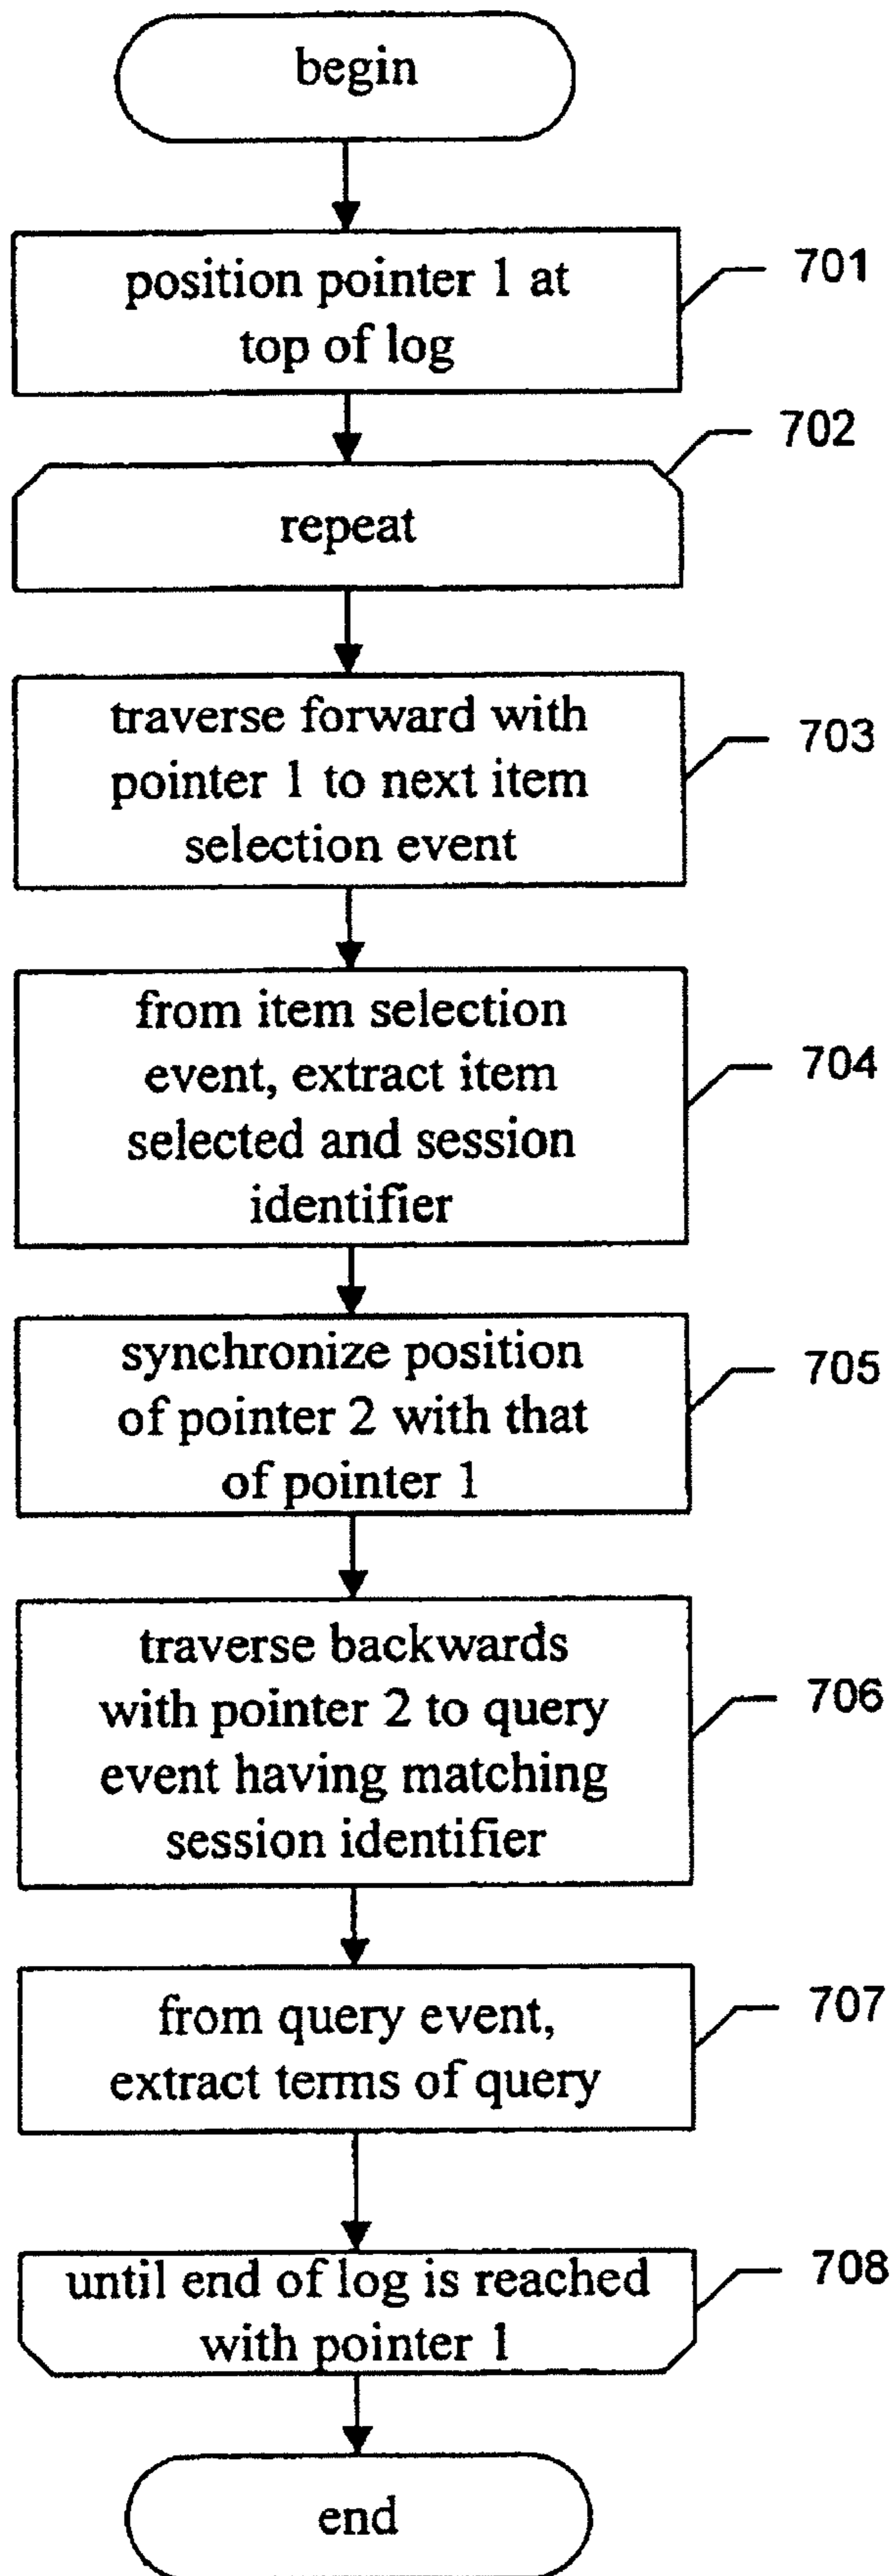 begin
position pointer 1 at
top of log
701
repeat
702
traverse forward with
pointer 1 to next item
selection event
703
from item selection
event, extract item
selected and session
identifier
704
synchronize position
of pointer 2 with that
of pointer 1
705
traverse backwards
with pointer 2 to query
event having matching
session identifier
706
from query event,
extract terms of query
707
until end of log is reached
with pointer 1
708
end